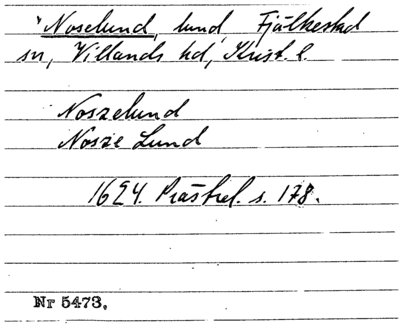 "Noselund, lund, Fjälkestad
sn, Villands hd, Krist. l.
Noszelund
Nosze Lund
1624. Prästrel. s. 178.
Nr 5473.